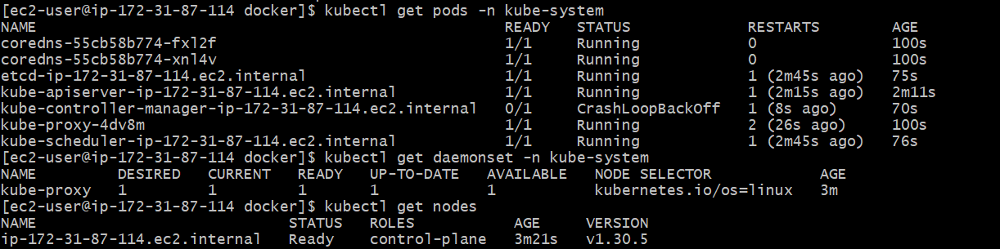 [ec2-user@ip-172-31-87-114 docker]$ kubectl get pods -n kube-system
NAME READY STATUS RESTARTS AGE
coredns-55cb58b774-fxl2f 1/1 Running 0 100s
coredns-55cb58b774-xnl4v 1/1 Running 0 100s
etcd-ip-172-31-87-114.ec2.internal 1/1 Running 1 (2m45s ago) 75s
kube-apiserver-ip-172-31-87-114.ec2.internal 1/1 Running 1 (2m15s ago) 2m11s
kube-controller-manager-ip-172-31-87-114.ec2.internal 0/1 CrashLoopBackOff 1 (8s ago) 70s
kube-proxy-4dv8m 1/1 Running 2 (26s ago) 100s
kube-scheduler-ip-172-31-87-114.ec2.internal 1/1 Running 1 (2m45s ago) 76s
[ec2-user@ip-172-31-87-114 docker]$ kubectl get daemonset -n kube-system
NAME DESIRED CURRENT READY UP-TO-DATE AVAILABLE NODE SELECTOR AGE
kube-proxy 1 1 1 1 1 kubernetes.io/os=linux 3m
[ec2-user@ip-172-31-87-114 docker]$ kubectl get nodes
NAME STATUS ROLES AGE VERSION
ip-172-31-87-114.ec2.internal Ready control-plane 3m21s v1.30.5